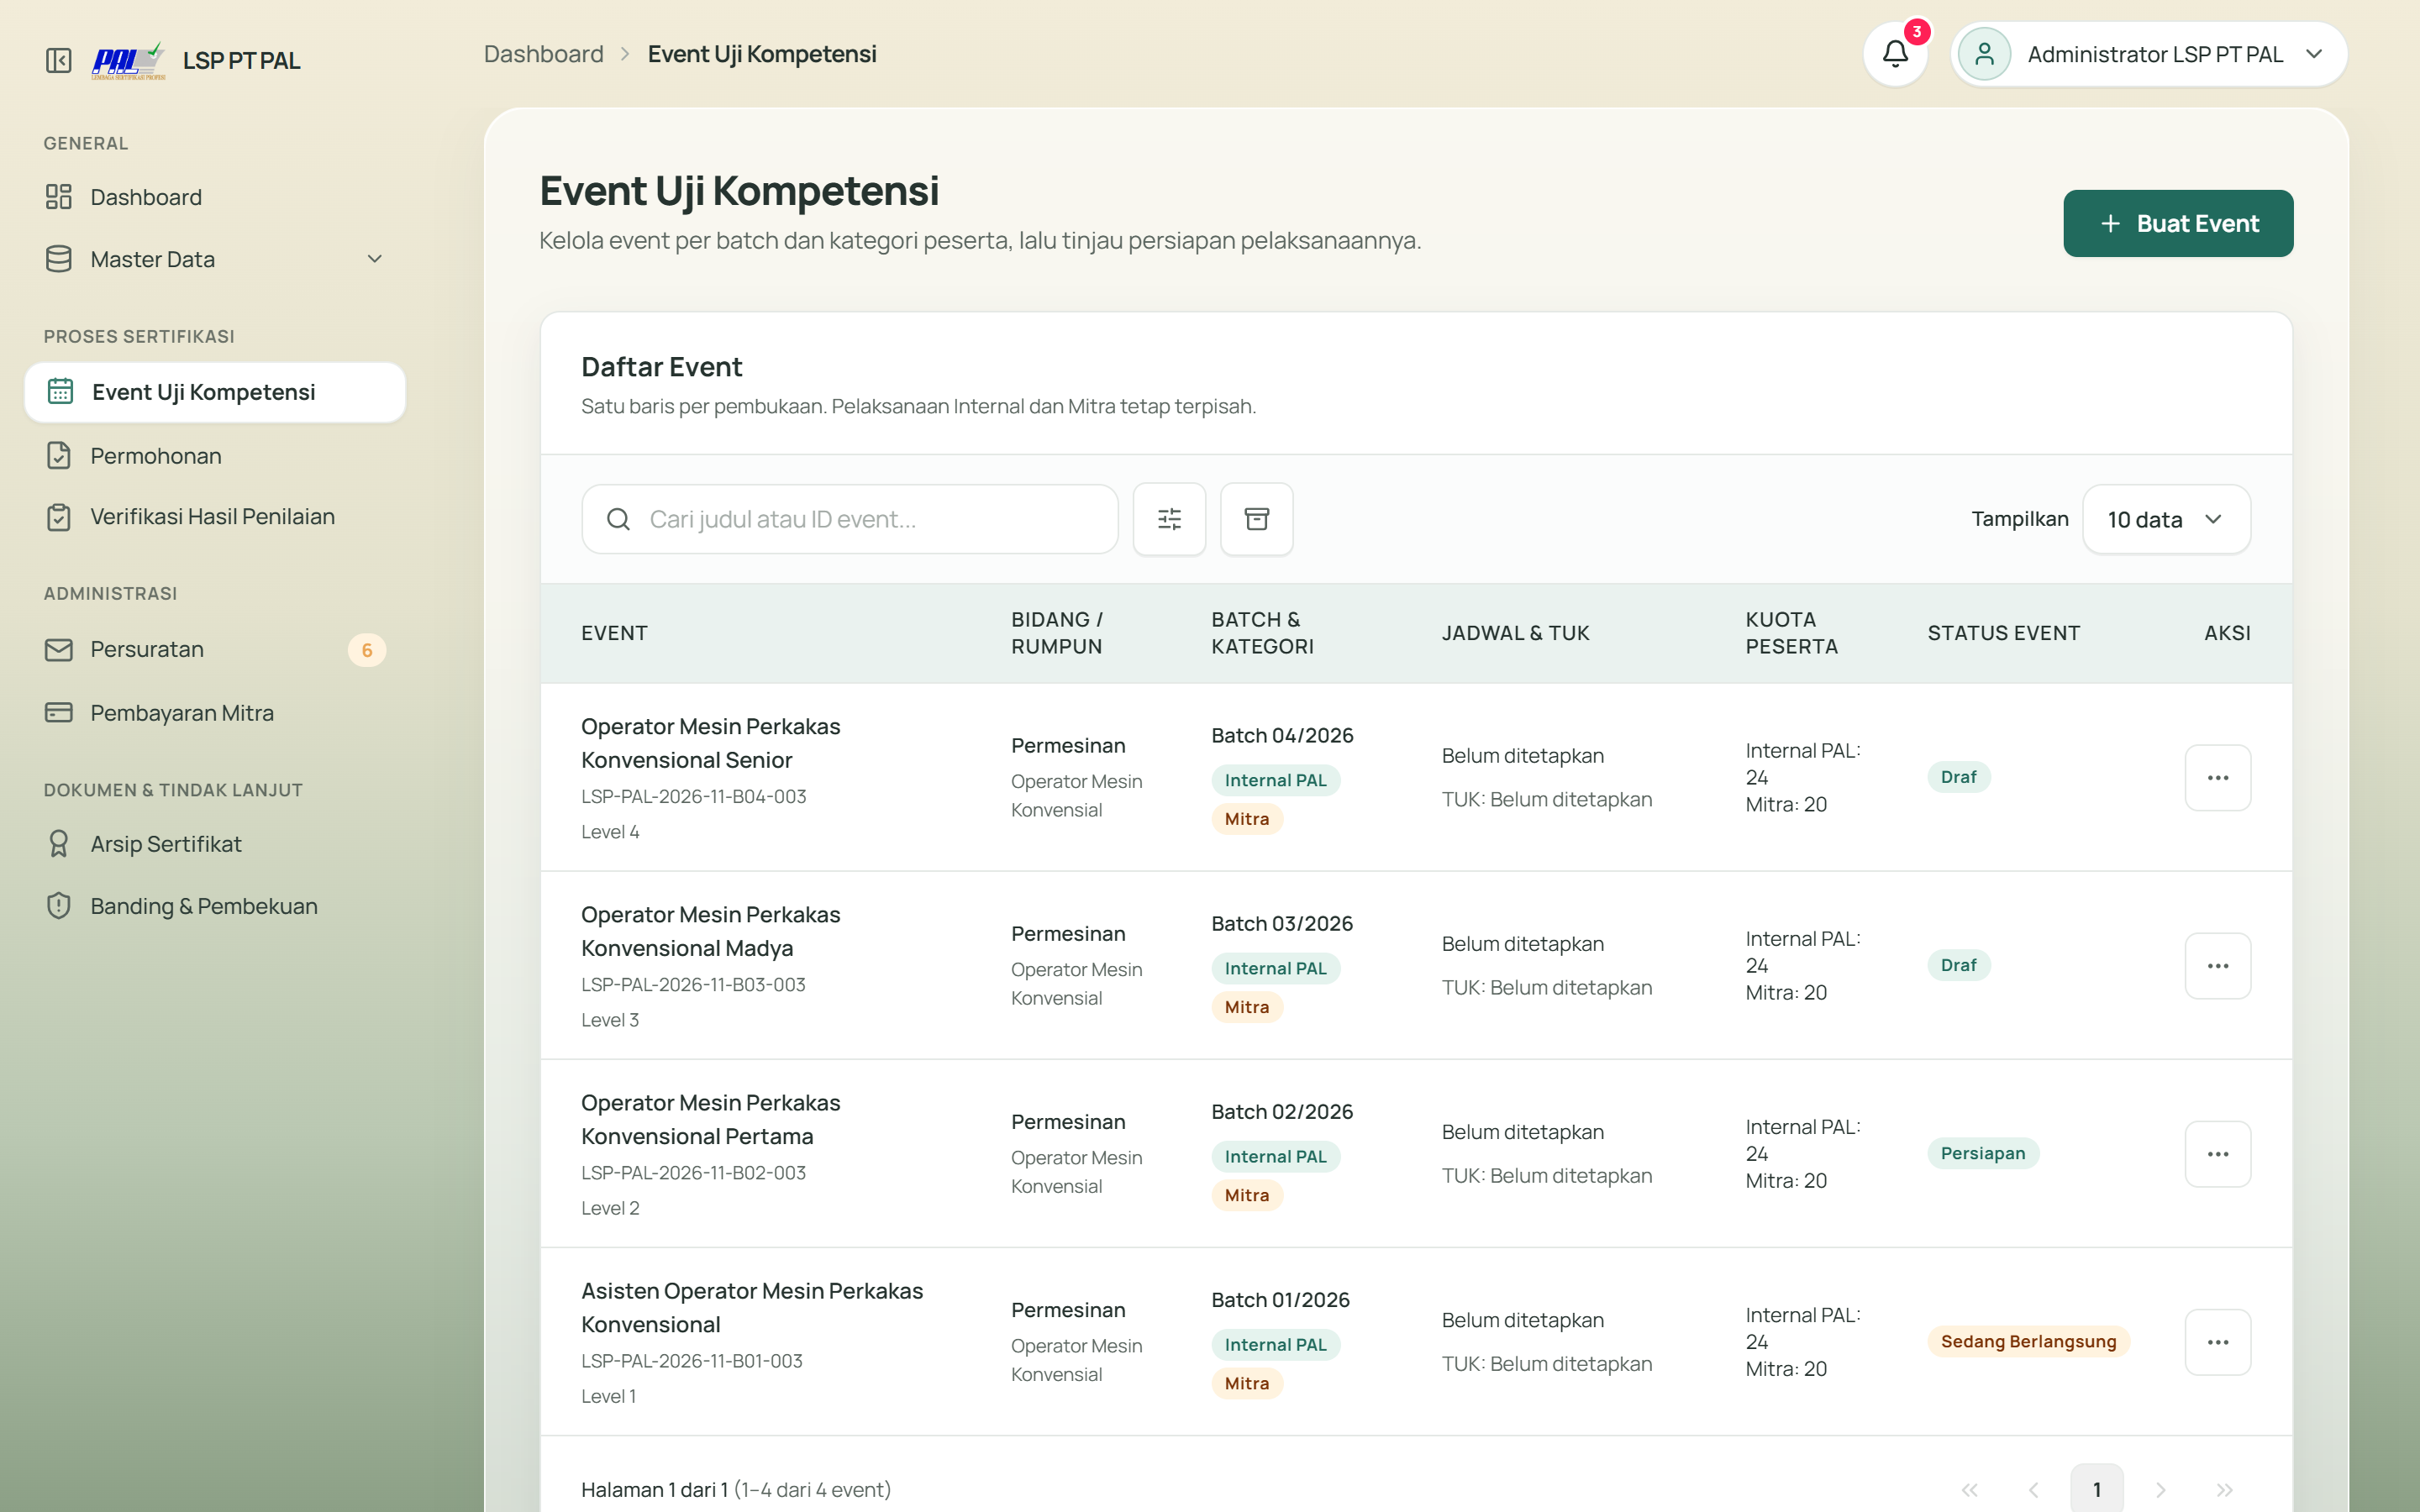 PAL
LEMBAGA SERTIFIKASI PROFESI
LSP PT PAL
Dashboard
Event Uji Kompetensi
3
Administrator LSP PT PAL
GENERAL
Dashboard
Master Data
PROSES SERTIFIKASI
Event Uji Kompetensi
Permohonan
Verifikasi Hasil Penilaian
ADMINISTRASI
Persuratan
6
Pembayaran Mitra
DOKUMEN & TINDAK LANJUT
Arsip Sertifikat
Banding & Pembekuan
Event Uji Kompetensi
Kelola event per batch dan kategori peserta, lalu tinjau persiapan pelaksanaannya.
Buat Event
Daftar Event
Satu baris per pembukaan. Pelaksanaan Internal dan Mitra tetap terpisah.
Cari judul atau ID event...
Tampilkan
10 data
EVENT
BIDANG /
RUMPUN
BATCH &
KATEGORI
JADWAL & TUK
KUOTA
PESERTA
STATUS EVENT
AKSI
Operator Mesin Perkakas
Konvensional Senior
LSP-PAL-2026-11-B04-003
Level 4
Permesinan
Operator Mesin
Konvensial
Batch 04/2026
Internal PAL
Mitra
Belum ditetapkan
TUK: Belum ditetapkan
Internal PAL:
24
Mitra: 20
Draf
Operator Mesin Perkakas
Konvensional Madya
LSP-PAL-2026-11-B03-003
Level 3
Permesinan
Operator Mesin
Konvensial
Batch 03/2026
Internal PAL
Mitra
Belum ditetapkan
TUK: Belum ditetapkan
Internal PAL:
24
Mitra: 20
Draf
Operator Mesin Perkakas
Konvensional Pertama
LSP-PAL-2026-11-B02-003
Level 2
Permesinan
Operator Mesin
Konvensial
Batch 02/2026
Internal PAL
Mitra
Belum ditetapkan
TUK: Belum ditetapkan
Internal PAL:
24
Mitra: 20
Persiapan
Asisten Operator Mesin Perkakas
Konvensional
LSP-PAL-2026-11-B01-003
Level 1
Permesinan
Operator Mesin
Konvensial
Batch 01/2026
Internal PAL
Mitra
Belum ditetapkan
TUK: Belum ditetapkan
Internal PAL:
24
Mitra: 20
Sedang Berlangsung
Halaman 1 dari 1 (1–4 dari 4 event)
1